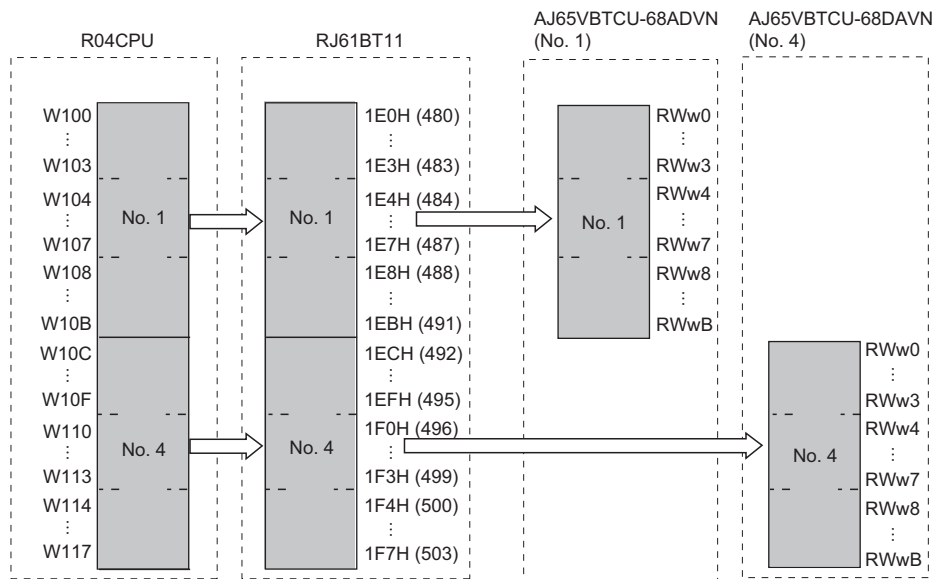 R04CPU
RJ61BT11
AJ65VBTCU-68ADVN
(No. 1)
AJ65VBTCU-68DAVN
(No. 4)
W100
⋮
W103
W104
⋮
W107
W108
⋮
W10B
W10C
⋮
W10F
W110
⋮
W113
W114
⋮
W117
No. 1
No. 4
No. 1
No. 4
1E0H (480)
⋮
1E3H (483)
1E4H (484)
⋮
1E7H (487)
1E8H (488)
⋮
1EBH (491)
1ECH (492)
⋮
1EFH (495)
1F0H (496)
⋮
1F3H (499)
1F4H (500)
⋮
1F7H (503)
No. 1
RWw0
⋮
RWw3
RWw4
⋮
RWw7
RWw8
⋮
RWwB
No. 4
RWw0
⋮
RWw3
RWw4
⋮
RWw7
RWw8
⋮
RWwB